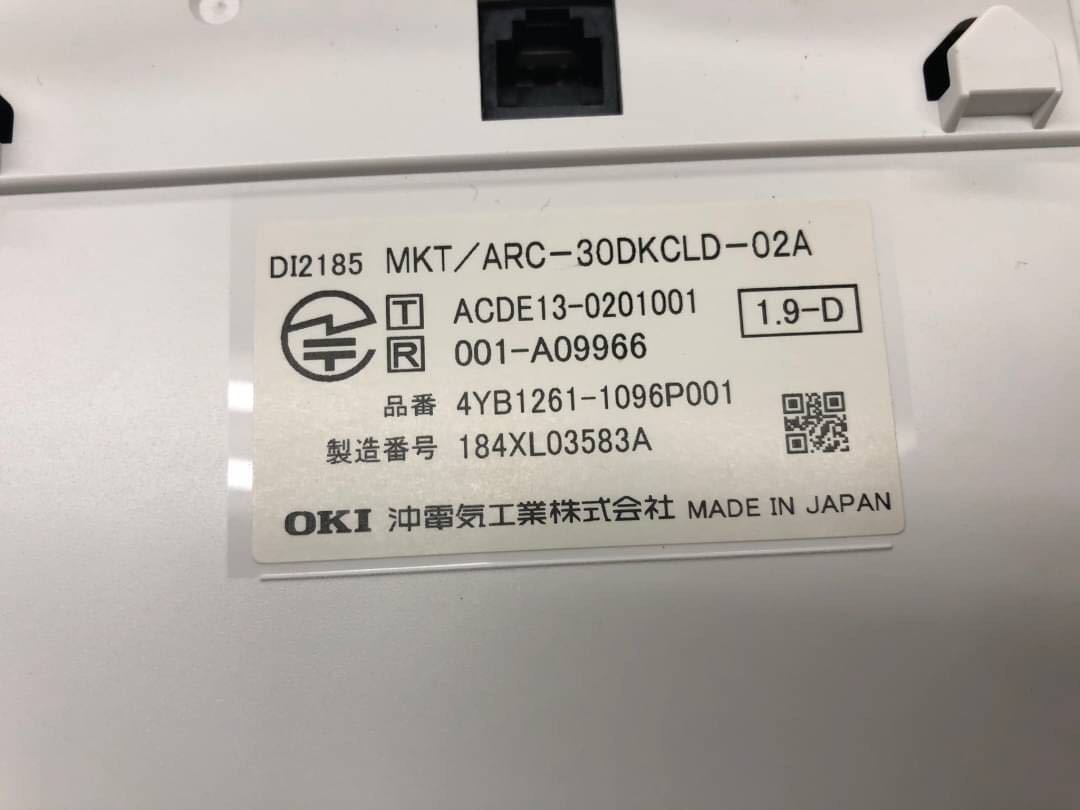 DI2185 MKT/ARC-30DKCLD-02A
T ACDE13-0201001 1.9-D
R 001-A09966
品番 4YB1261-1096P001
製造番号 184XL03583A
OKI 沖電気工業株式会社 MADE IN JAPAN